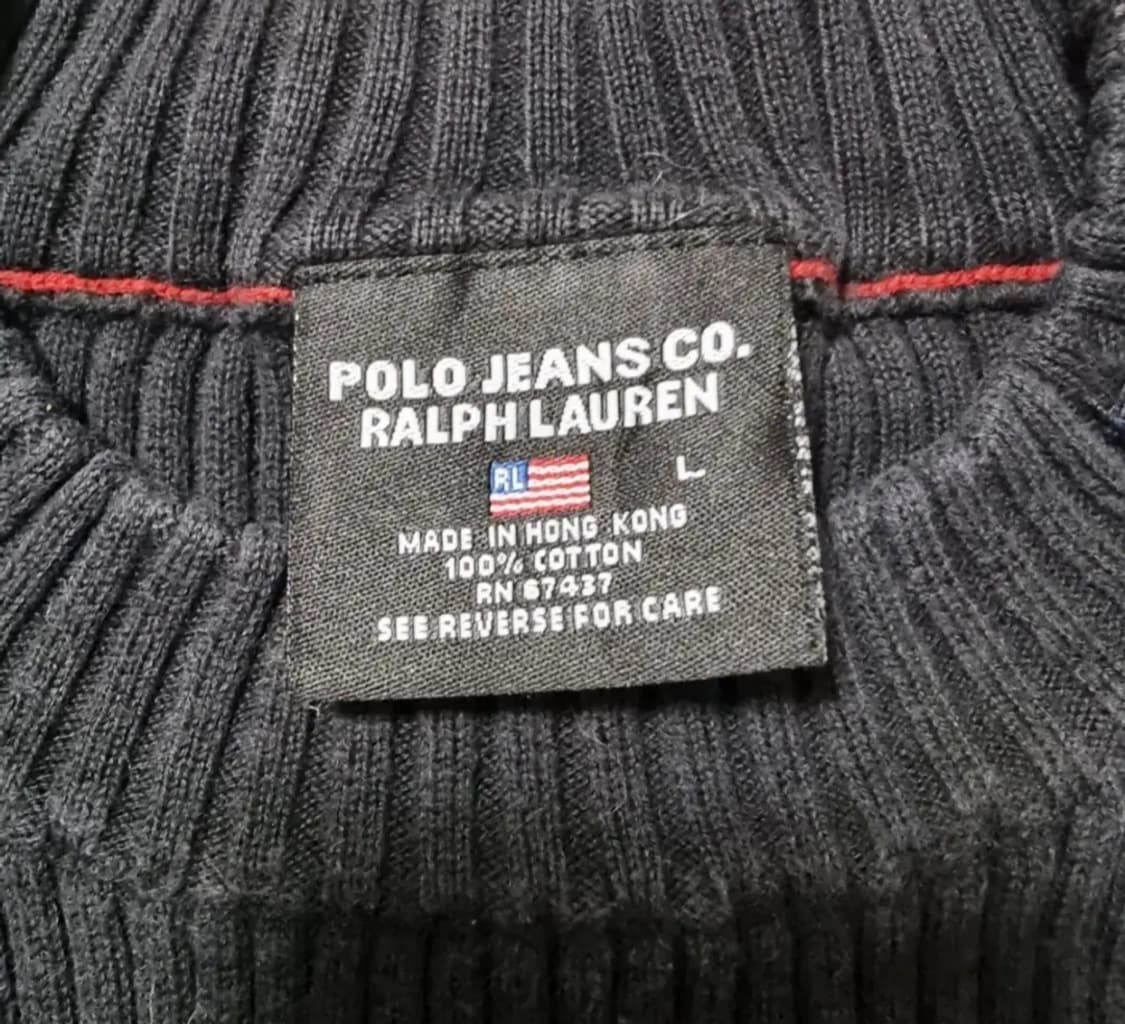 POLO JEANS CO.
RALPH LAUREN
RL
L
MADE IN HONG KONG
100% COTTON
RN 67437
SEE REVERSE FOR CARE